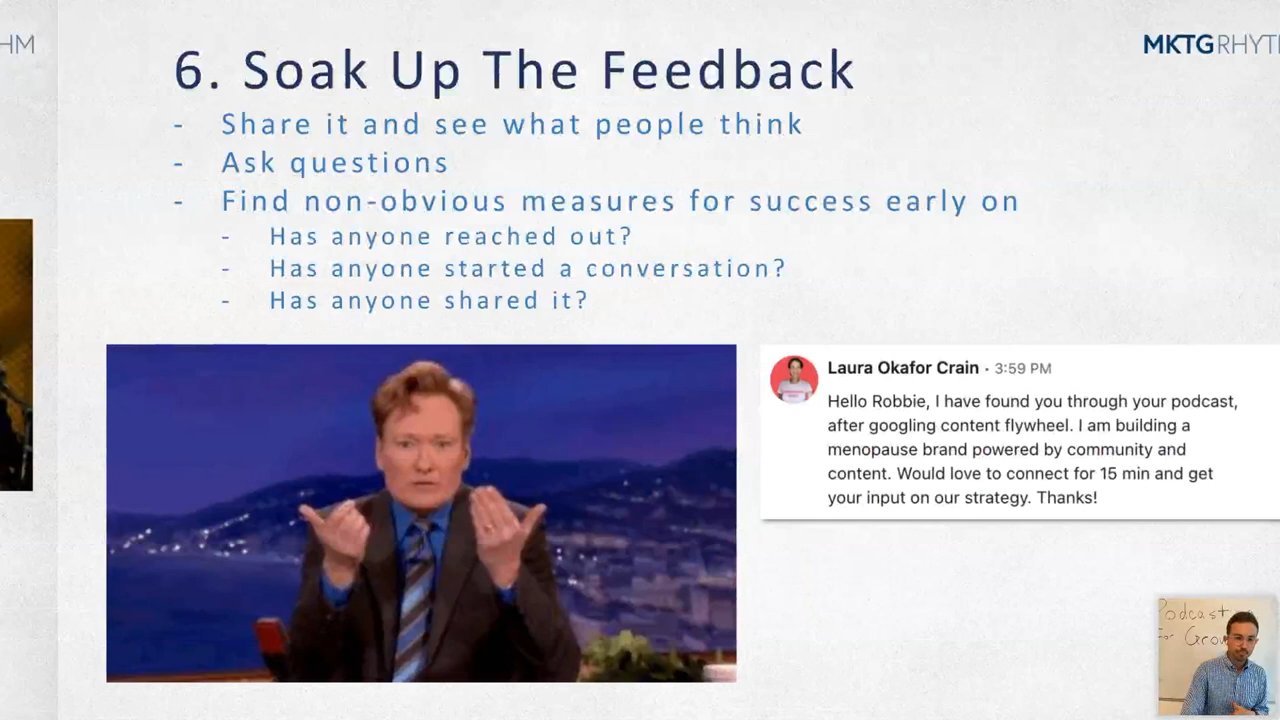 HM
MKTGRHYT
6. Soak Up The Feedback
- Share it and see what people think
- Ask questions
- Find non-obvious measures for success early on
- Has anyone reached out?
- Has anyone started a conversation?
- Has anyone shared it?
Laura Okafor Crain • 3:59 PM
Hello Robbie, I have found you through your podcast,
after googling content flywheel. I am building a
menopause brand powered by community and
content. Would love to connect for 15 min and get
your input on our strategy. Thanks!
Podcast
for Grow